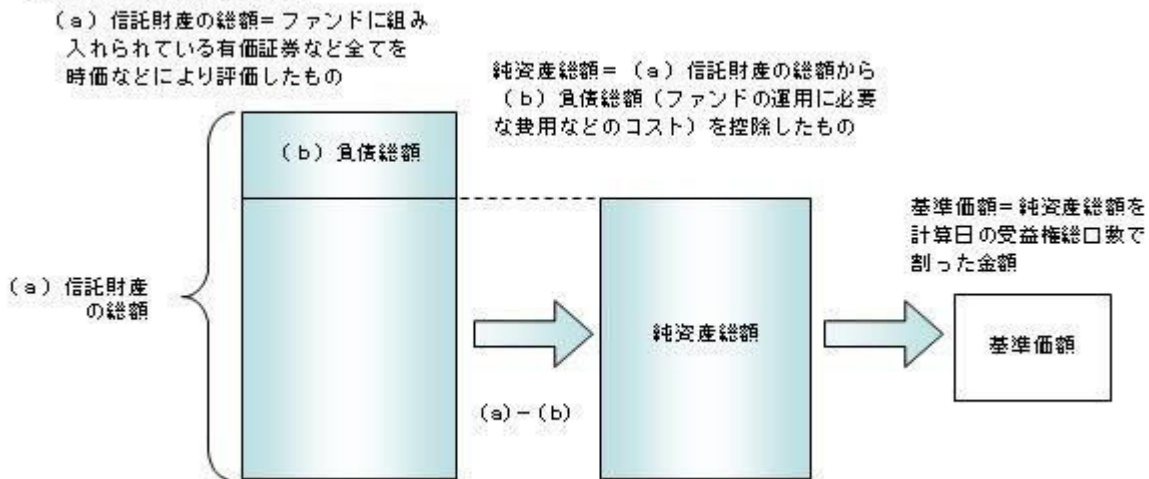 (a)信託財産の総額=ファンドに組み
入れられている有価証券など全てを
時価などにより評価したもの
純資産総額=(a)信託財産の総額から
(b)負債総額(ファンドの運用に必要
な費用などのコスト)を控除したもの
(b)負債総額
基準価額=純資産総額を
計算日の受益権総口数で
割った金額
(a)信託財産
の総額
純資産総額
基準価額
(a)-(b)